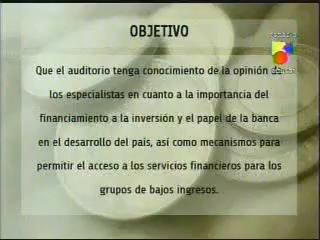 OBJETIVO
Que el auditorio tenga conocimiento de la opinión de
los especialistas en cuanto a la importancia del
financiamiento a la inversión y el papel de la banca
en el desarrollo del país, así como mecanismos para
permitir el acceso a los servicios financieros para los
grupos de bajos ingresos.